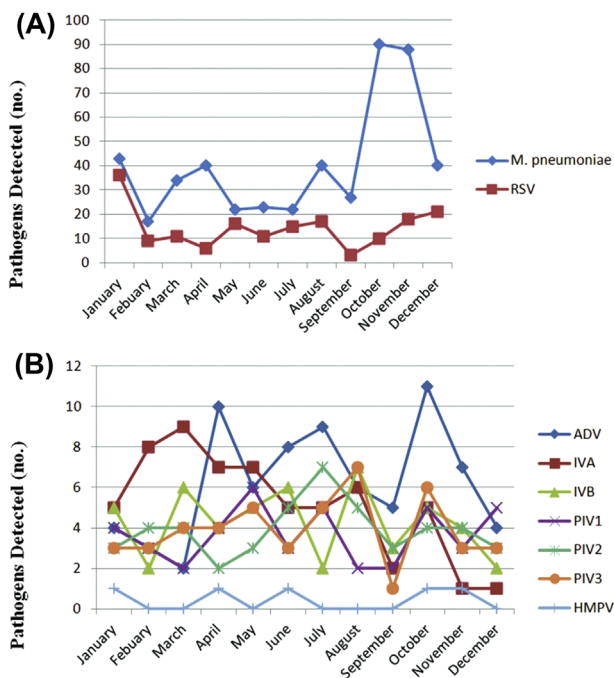 (A)
Pathogens Detected (no.)
100
90
80
70
60
50
40
30
20
10
0
January
Febuary
March
April
May
June
July
August
September
October
November
December
M. pneumoniae
RSV
(B)
Pathogens Detected (no.)
12
10
8
6
4
2
0
January
Febuary
March
April
May
June
July
August
September
October
November
December
ADV
IVA
IVB
PIV1
PIV2
PIV3
HMPV